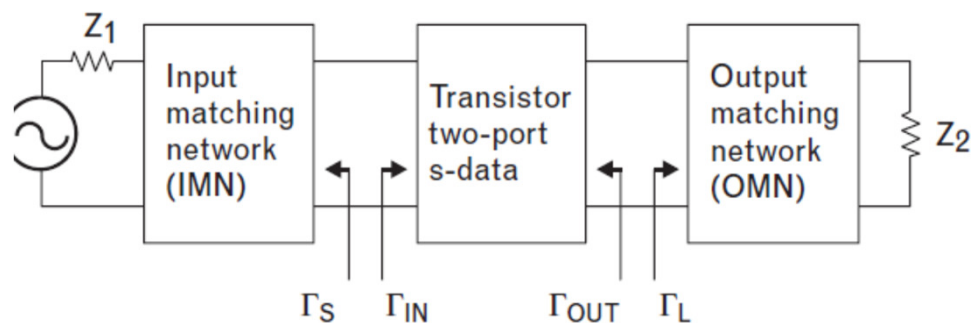 Z1
Input
matching
network
(IMN)
Transistor
two-port
s-data
Output
matching
network
(OMN)
Z2
ΓS
ΓIN
ΓOUT
ΓL